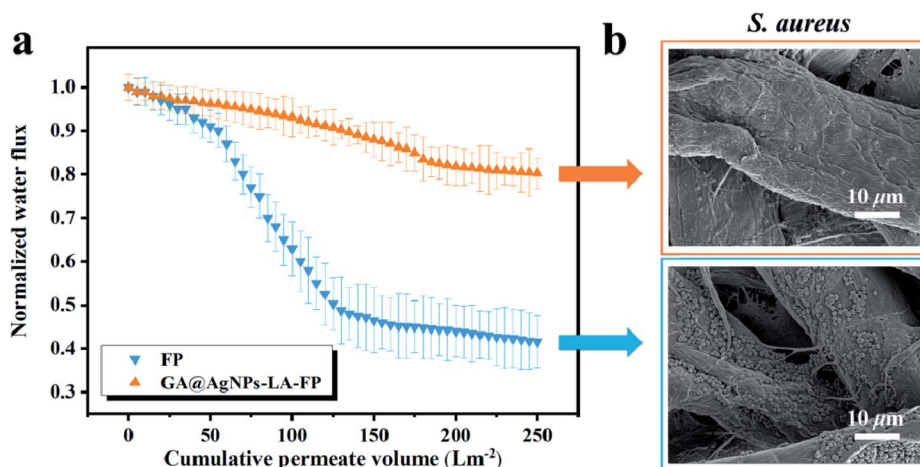 a
Normalized water flux
1.0
0.9
0.8
0.7
0.6
0.5
0.4
0.3
FP
GA@AgNPs-LA-FP
0
50
100
150
200
250
Cumulative permeate volume (Lm⁻²)
b
S. aureus
10 μm
10 μm